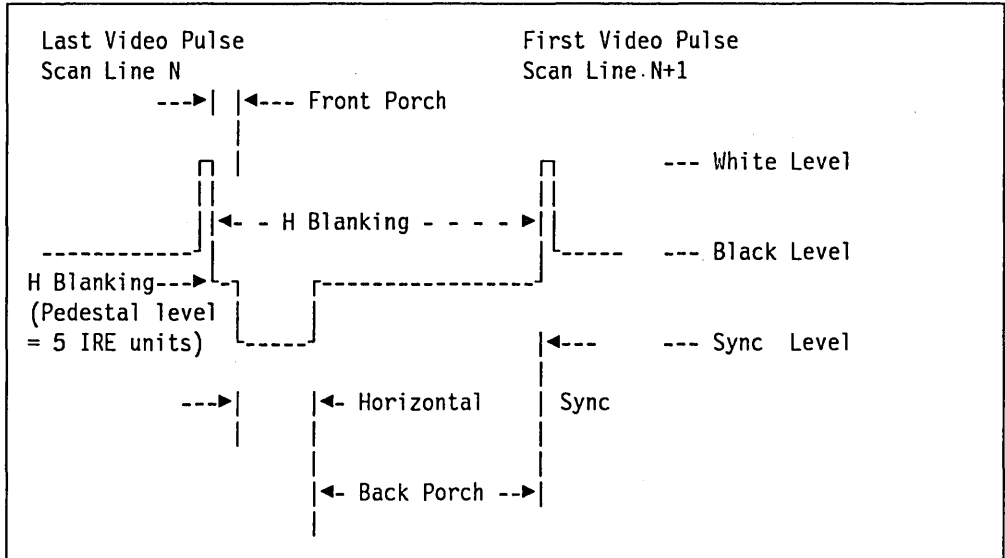 Last Video Pulse First Video Pulse
Scan Line N Scan Line N+1
Front Porch
White Level
H Blanking
Black Level
H Blanking
(Pedestal level
= 5 IRE units)
Sync Level
Horizontal Sync
Back Porch